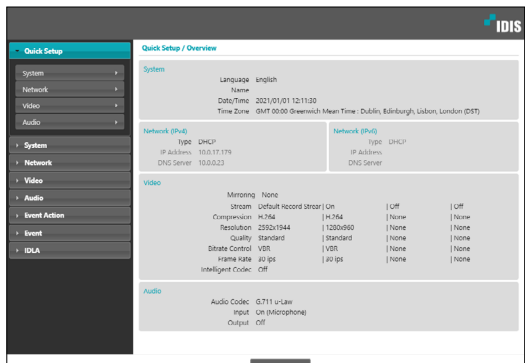 IDIS
Quick Setup
System
Network
Video
Audio
System
Network
Video
Audio
Event Action
Event
IDLA
Quick Setup / Overview
System
Language English
Name
Date/Time 2021/01/01 12:11:30
Time Zone GMT 00:00 Greenwich Mean Time : Dublin, Edinburgh, Lisbon, London (DST)
Network (IPv4)
Type DHCP
IP Address 10.0.17.179
DNS Server 10.0.0.23
Network (IPv6)
Type DHCP
IP Address
DNS Server
Video
Mirroring None
Stream Default Record Strear | On | Off | Off
Compression H.264 | H.264 | None | None
Resolution 2592x1944 | 1280x960 | None | None
Quality Standard | Standard | None | None
Bitrate Control VBR | VBR | None | None
Frame Rate 30 ips | 30 ips | None | None
Intelligent Codec Off
Audio
Audio Codec G.711 u-Law
Input On (Microphone)
Output Off